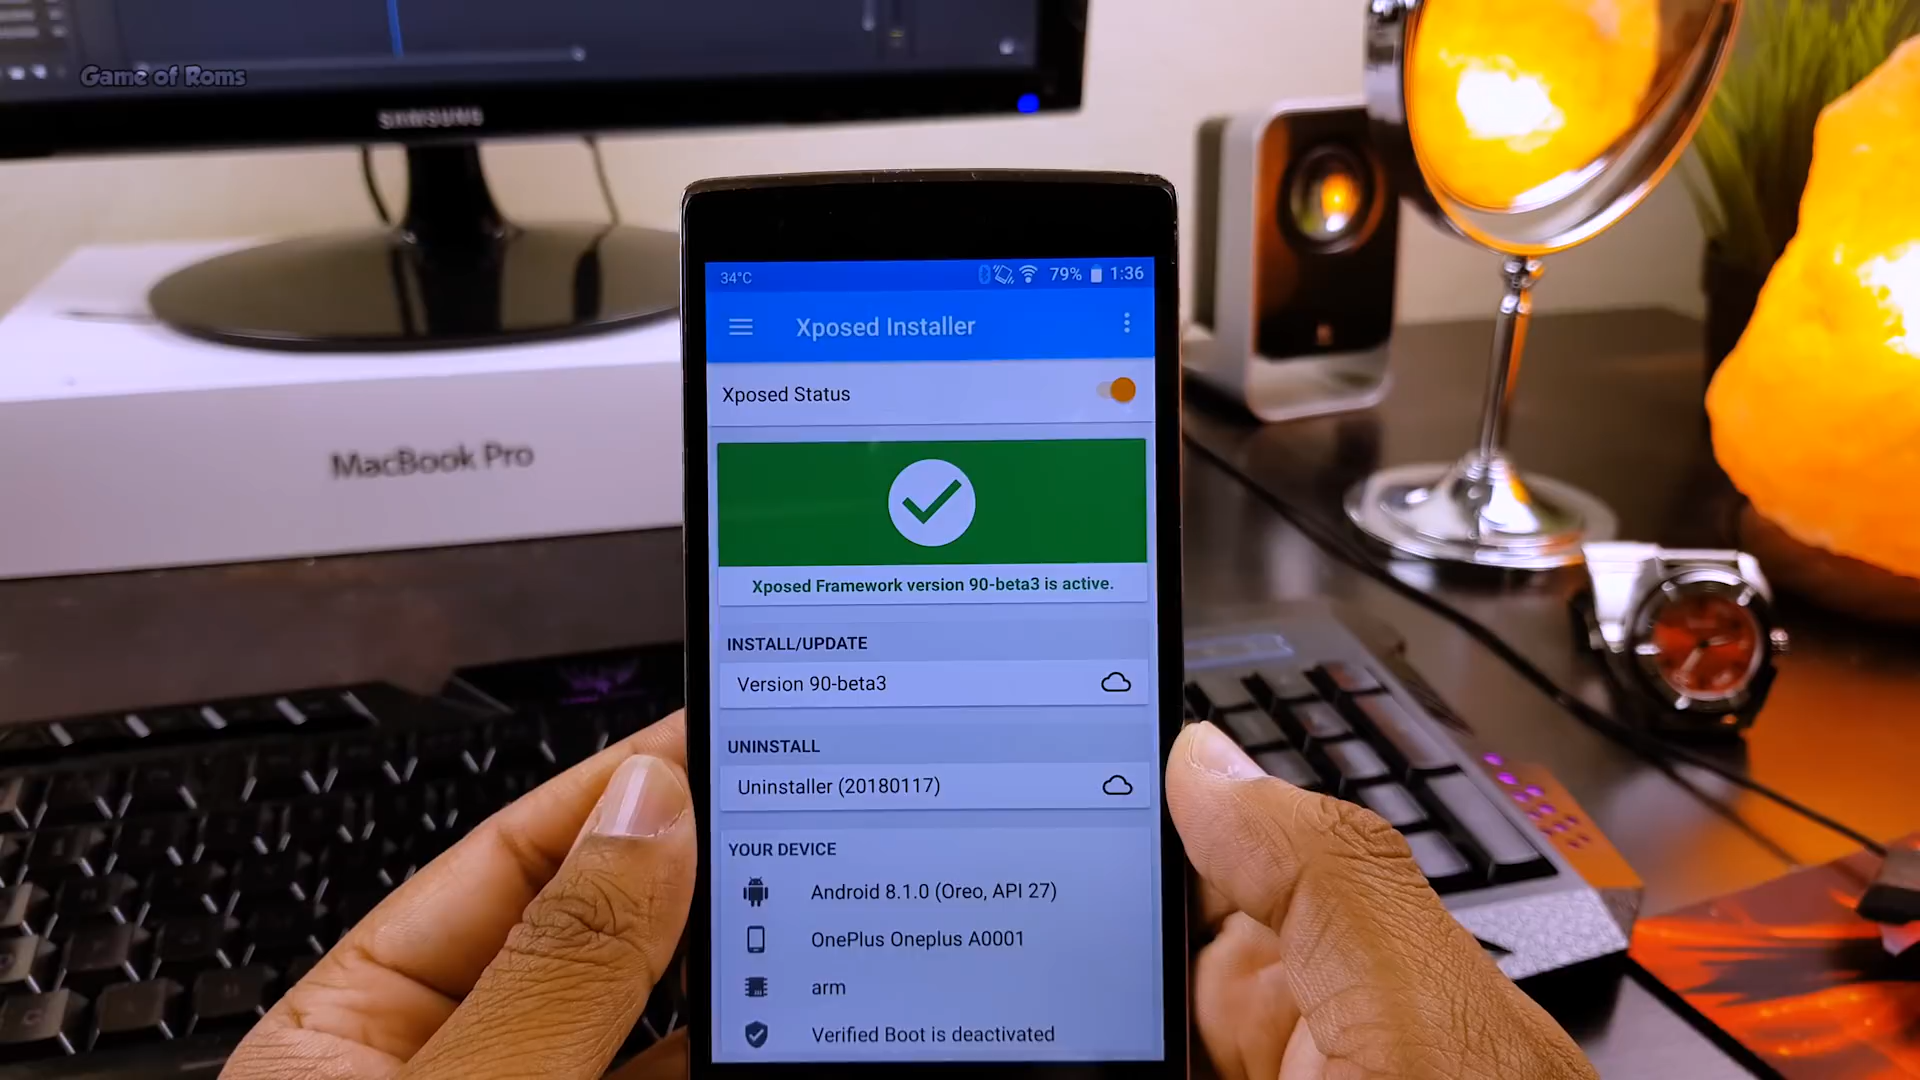 Game of Roms
SAMSUNG
MacBook Pro
34°C
79%
1:36
Xposed Installer
Xposed Status
Xposed Framework version 90-beta3 is active.
INSTALL/UPDATE
Version 90-beta3
UNINSTALL
Uninstaller (20180117)
YOUR DEVICE
Android 8.1.0 (Oreo, API 27)
OnePlus Oneplus A0001
arm
Verified Boot is deactivated